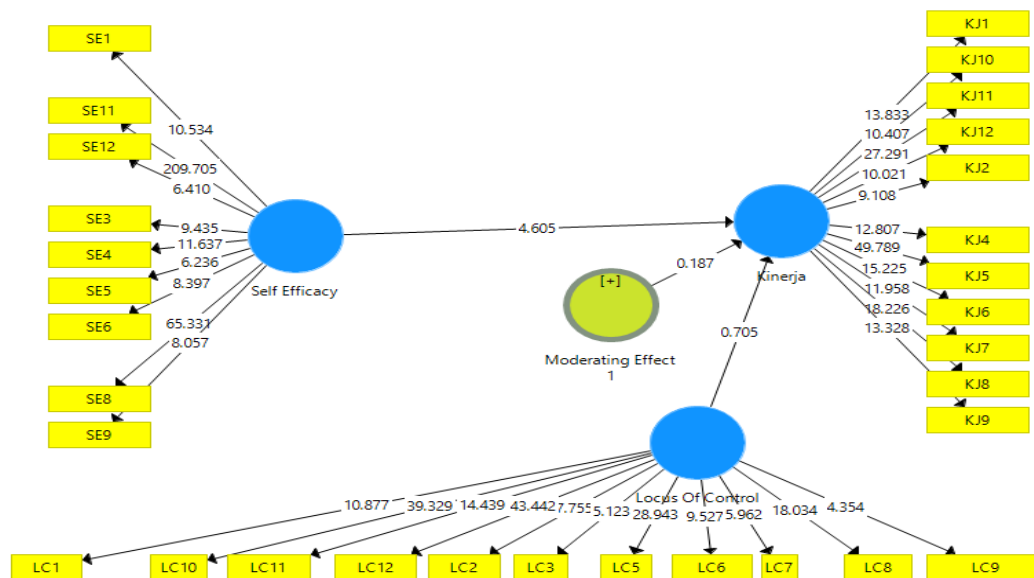 SE1
SE11
SE12
SE3
SE4
SE5
SE6
SE8
SE9
10.534
209.705
6.410
9.435
11.637
6.236
8.397
65.331
8.057
Self Efficacy
4.605
0.187
[+]
Moderating Effect
1
0.705
Kinerja
13.833
10.407
27.291
10.021
9.108
12.807
49.789
15.225
11.958
18.226
13.328
KJ1
KJ10
KJ11
KJ12
KJ2
KJ4
KJ5
KJ6
KJ7
KJ8
KJ9
Locus Of Control
10.877
39.329
14.439
43.442
7.755
5.123
28.943
9.527
5.962
18.034
4.354
LC1
LC10
LC11
LC12
LC2
LC3
LC5
LC6
LC7
LC8
LC9